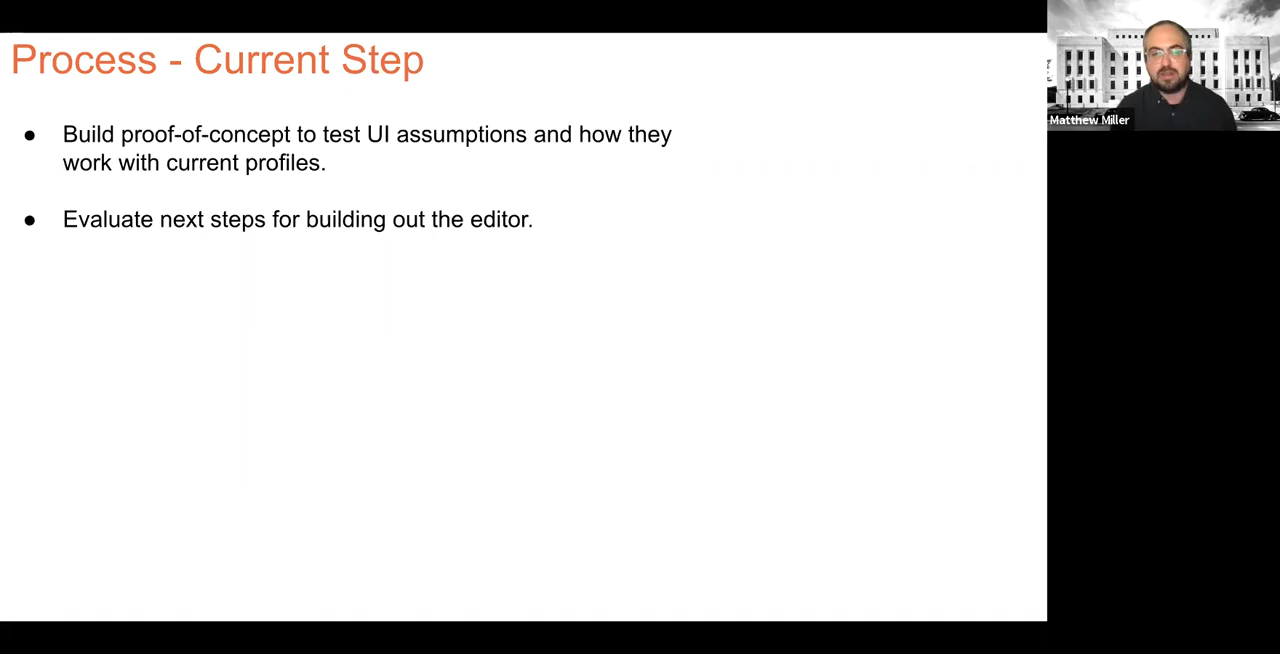 Process - Current Step
● Build proof-of-concept to test UI assumptions and how they
work with current profiles.
● Evaluate next steps for building out the editor.
Matthew Miller